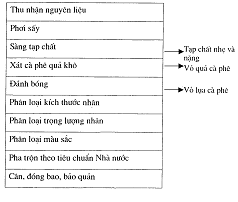 Thu nhận nguyên liệu
Phơi sấy
Sàng tạp chất
Tạp chất nhẹ và
nặng
Xát cà phê quả khô
Vỏ quả cà phê
Đánh bóng
Vỏ lụa cà phê
Phân loại kích thước nhân
Phân loại trọng lượng nhân
Phân loại màu sắc
Pha trộn theo tiêu chuẩn Nhà nước
Cân, đóng bao, bảo quản